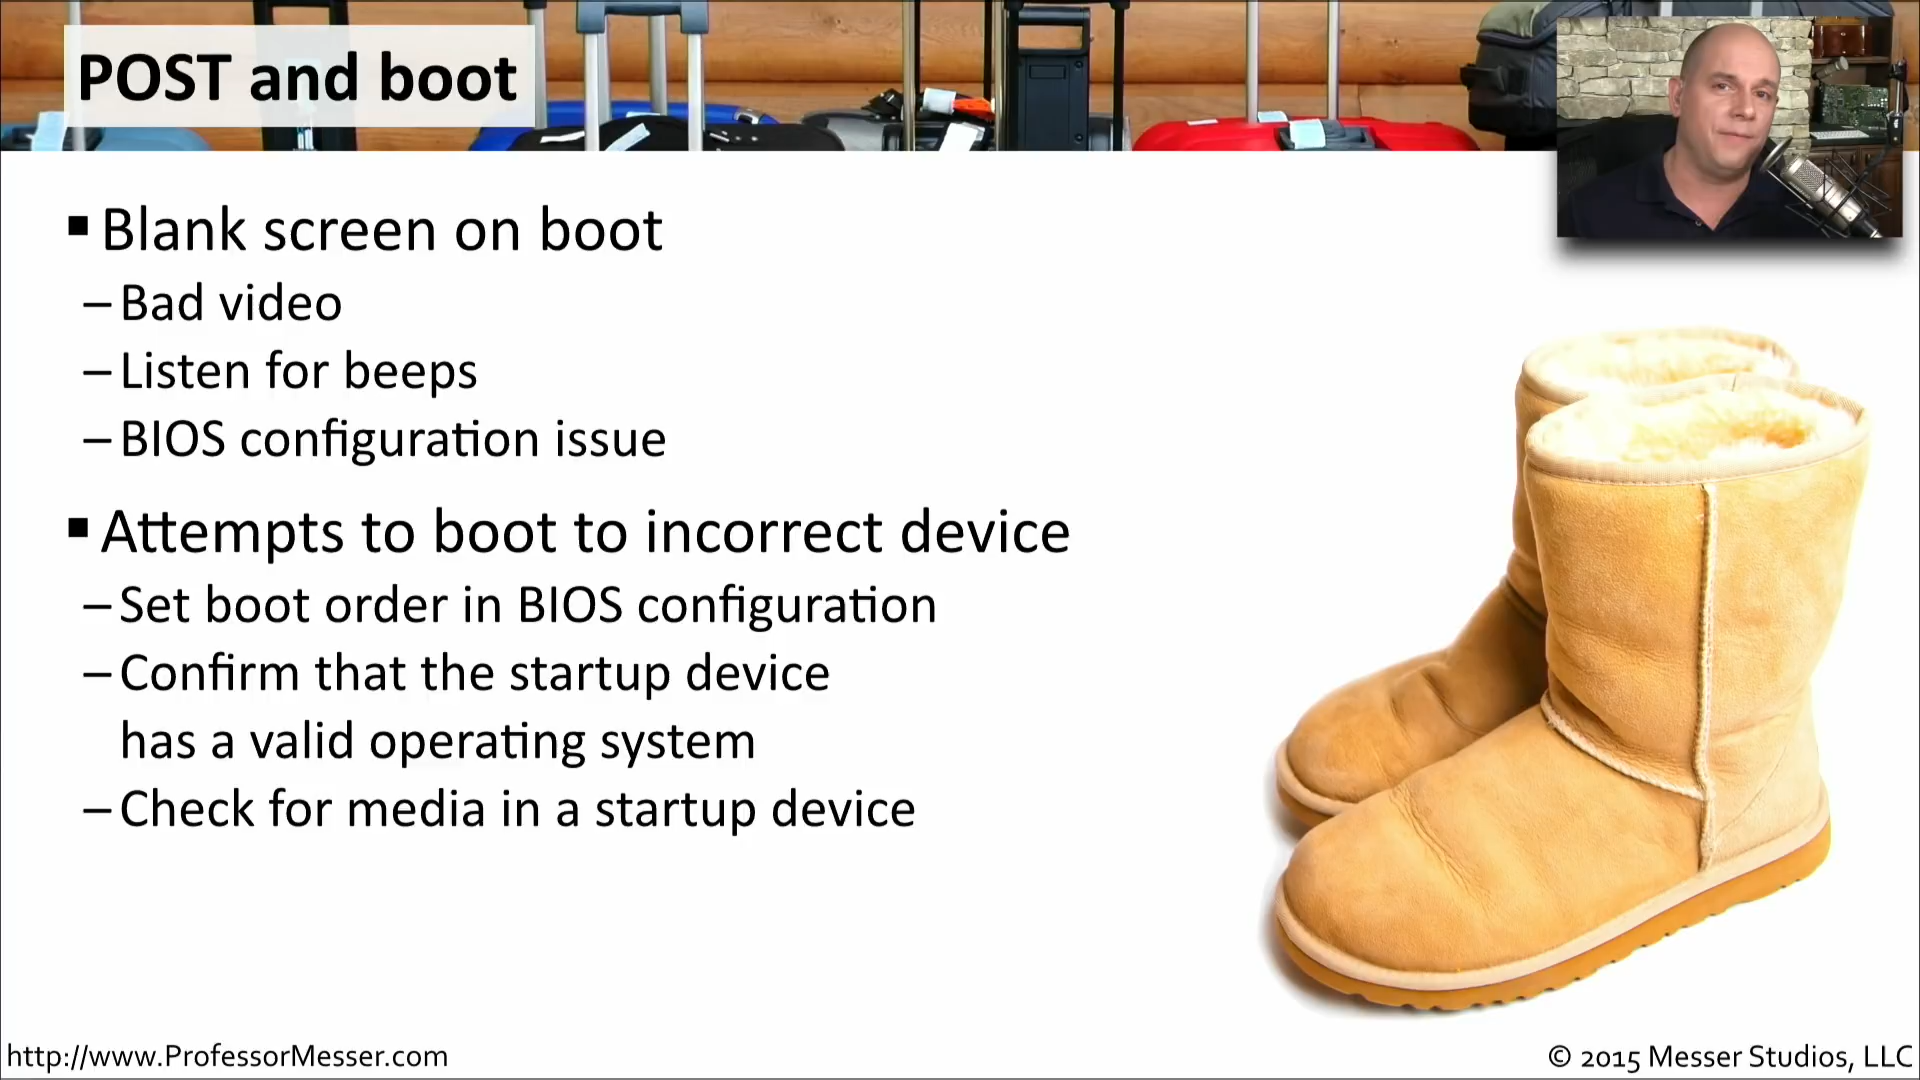 POST and boot
▪ Blank screen on boot
– Bad video
– Listen for beeps
– BIOS configuration issue
▪ Attempts to boot to incorrect device
– Set boot order in BIOS configuration
– Confirm that the startup device
has a valid operating system
– Check for media in a startup device
http://www.ProfessorMesser.com
© 2015 Messer Studios, LLC